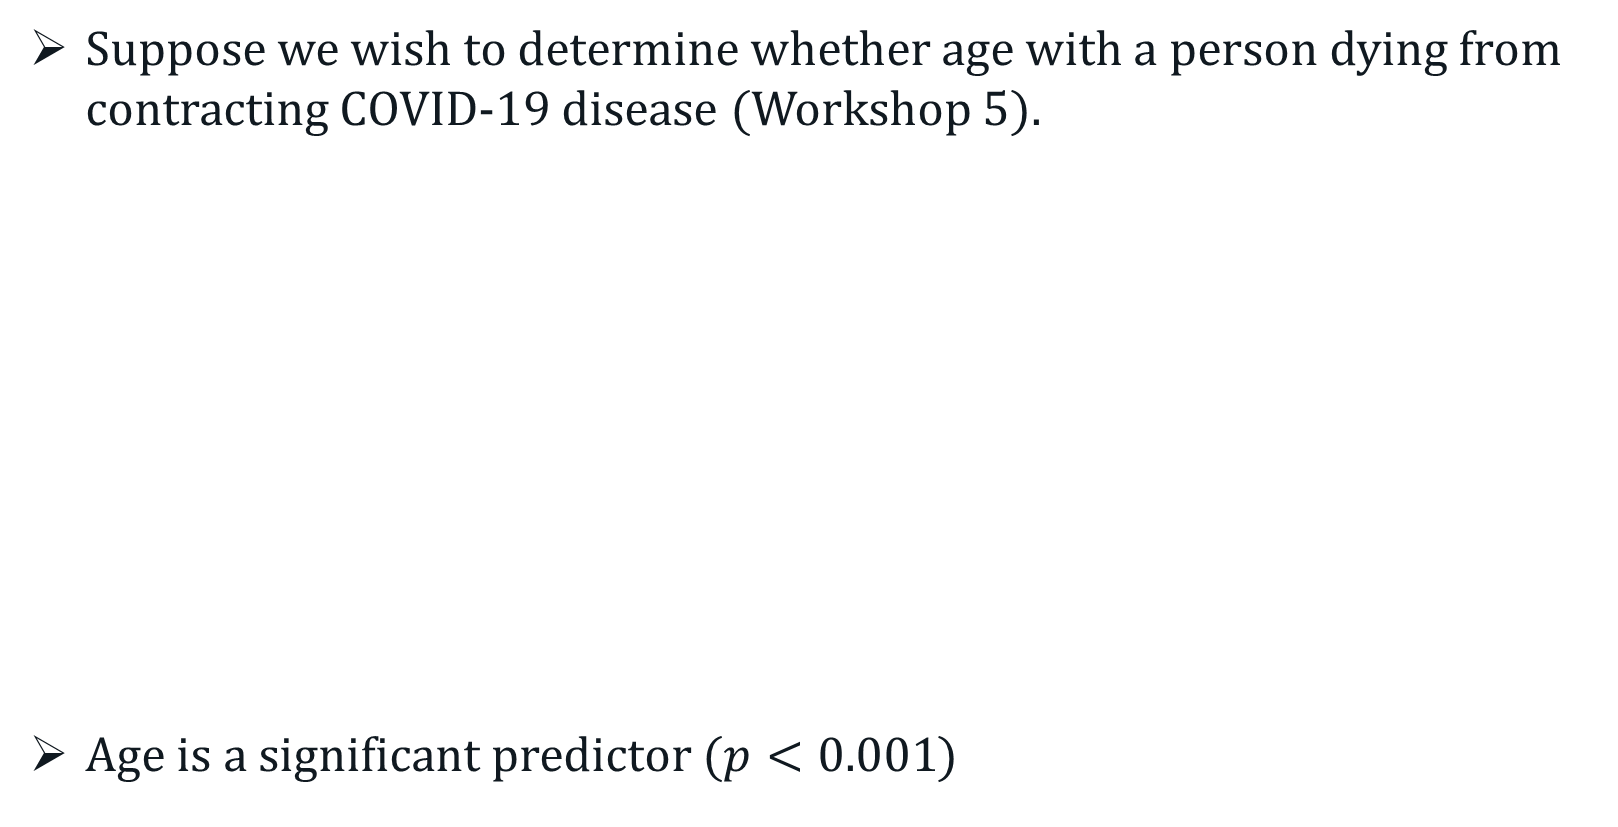 ➢ Suppose we wish to determine whether age with a person dying from
contracting COVID-19 disease (Workshop 5).
➢ Age is a significant predictor (p < 0.001)